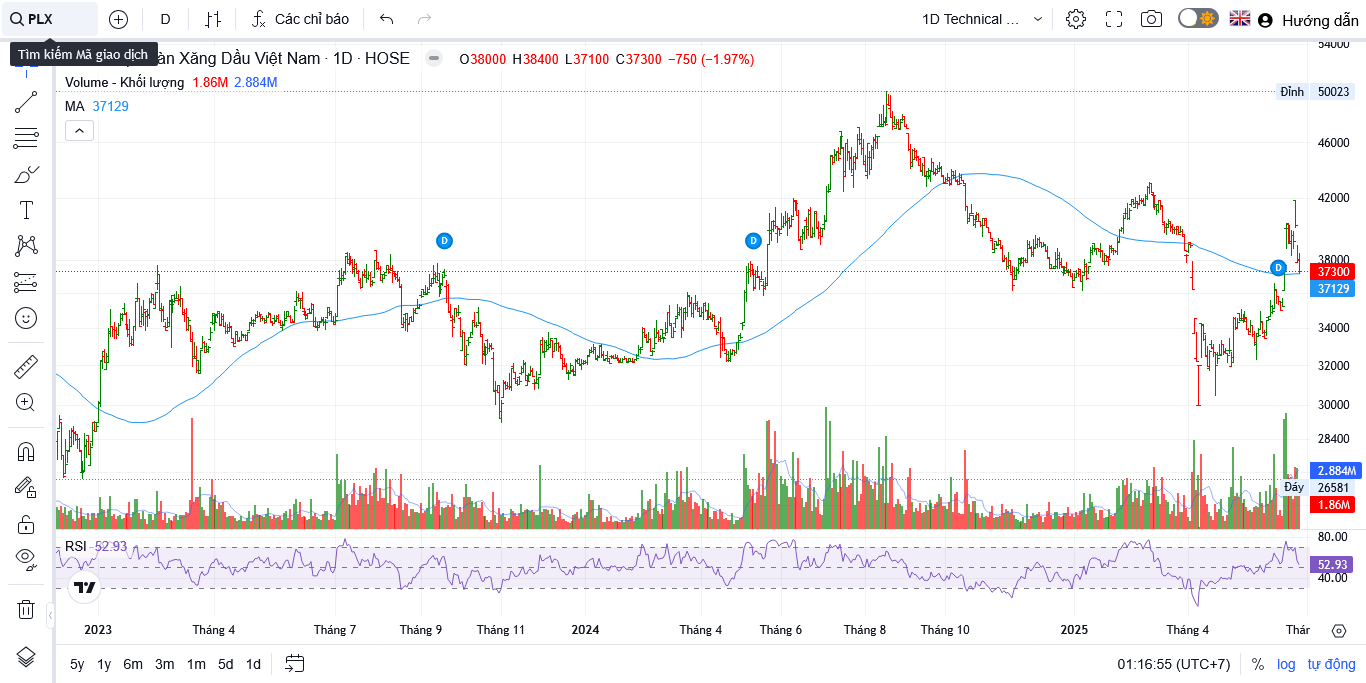 PLX
D
Các chỉ báo
1D Technical ...
Hướng dẫn
Tìm kiếm Mã giao dịch
àn Xăng Dầu Việt Nam · 1D · HOSE
O38000 H38400 L37100 C37300 −750 (−1.97%)
Volume - Khối lượng 1.86M 2.884M
MA 37129
D
D
D
54000
Đỉnh 50023
46000
42000
38000
37300
37129
34000
32000
30000
28400
2.884M
Đáy 26581
1.86M
RSI 52.93
80.00
52.93
40.00
2023 Tháng 4 Tháng 7 Tháng 9 Tháng 11 2024 Tháng 4 Tháng 6 Tháng 8 Tháng 10 2025 Tháng 4 Thár
5y 1y 6m 3m 1m 5d 1d
01:16:55 (UTC+7) % log tự động